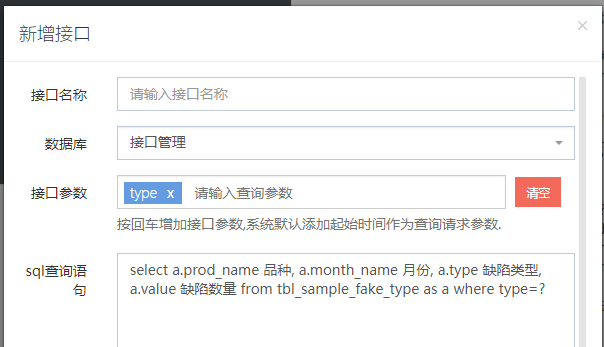 新增接口 ×
接口名称 请输入接口名称
数据库 接口管理
接口参数 type x 请输入查询参数 清空
按回车增加接口参数,系统默认添加起始时间作为查询请求参数.
sql查询语句 select a.prod_name 品种, a.month_name 月份, a.type 缺陷类型,
a.value 缺陷数量 from tbl_sample_fake_type as a where type=?